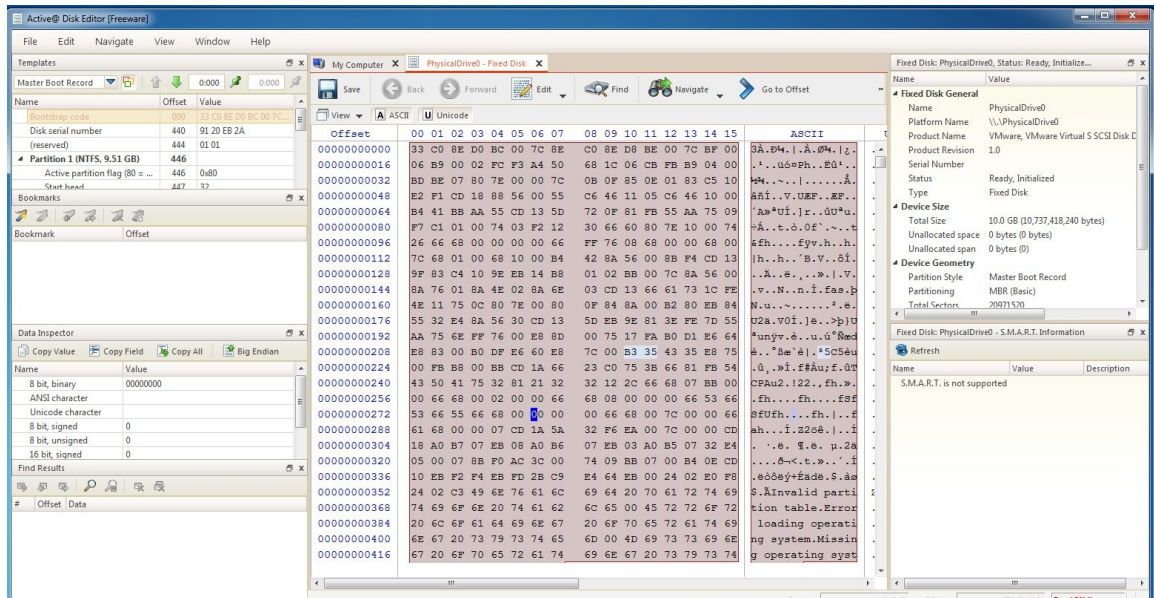 Active@ Disk Editor [Freeware]
File Edit Navigate View Window Help
Templates
Master Boot Record 0:000 0:000
Name Offset Value
Bootstrap code 000 33 C0 8E D0 BC 00 7C...
Disk serial number 440 91 20 EB 2A
(reserved) 444 01 01
Partition 1 (NTFS, 9.51 GB) 446
Active partition flag (80 = ... 446 0x80
Start head 447 32
Bookmarks
Bookmark Offset
Data Inspector
Copy Value Copy Field Copy All Big Endian
Name Value
8 bit, binary 00000000
ANSI character
Unicode character
8 bit, signed 0
8 bit, unsigned 0
16 bit, signed 0
Find Results
# Offset Data
My Computer X PhysicalDrive0 - Fixed Disk X
Save Back Forward Edit Find Navigate Go to Offset
View A ASCII U Unicode
Offset 00 01 02 03 04 05 06 07 08 09 10 11 12 13 14 15 ASCII
00000000000 33 C0 8E D0 BC 00 7C 8E C0 8E D8 BE 00 7C BF 00
00000000016 06 B9 00 02 FC F3 A4 50 68 1C 06 CB FB B9 04 00
00000000032 BD BE 07 80 7E 00 00 7C 0B 0F 85 0E 01 83 C5 10
00000000048 E2 F1 CD 18 88 56 00 55 C6 46 11 05 C6 46 10 00
00000000064 B4 41 BB AA 55 CD 13 5D 72 0F 81 FB 55 AA 75 09
00000000080 F7 C1 01 00 74 03 F2 12 30 66 60 80 7E 10 00 74
00000000096 26 66 68 00 00 00 00 66 FF 76 08 68 00 00 68 00
00000000112 7C 68 01 00 68 10 00 B4 42 8A 56 00 8B F4 CD 13
00000000128 9F 83 C4 10 9E EB 14 B8 01 02 BB 00 7C 8A 56 00
00000000144 8A 76 01 8A 4E 02 8A 6E 03 CD 13 66 61 73 1C FE
00000000160 4E 11 75 0C 80 7E 00 80 0F 84 8A 00 B2 80 EB 84
00000000176 55 32 E4 8A 56 30 CD 13 5D EB 9E 81 3E FE 7D 55
00000000192 AA 75 6E FF 76 00 E8 8D 00 75 17 FA B0 D1 E6 64
00000000208 E8 83 00 B0 DF E6 60 E8 7C 00 B3 35 43 35 E8 75
00000000224 00 FB B8 00 BB CD 1A 66 23 C0 75 3B 66 81 FB 54
00000000240 43 50 41 75 32 81 21 32 32 12 2C 66 68 07 BB 00
00000000256 00 66 68 00 02 00 00 66 68 08 00 00 00 66 53 66
00000000272 53 66 55 66 68 00 00 00 00 66 68 00 7C 00 00 66
00000000288 61 68 00 00 07 CD 1A 5A 32 F6 EA 00 7C 00 00 CD
00000000304 18 A0 B7 07 EB 08 A0 B6 07 EB 03 A0 B5 07 32 E4
00000000320 05 00 07 8B F0 AC 3C 00 74 09 BB 07 00 B4 0E CD
00000000336 10 EB F2 F4 EB FD 2B C9 E4 64 EB 00 24 02 E0 F8
00000000352 24 02 C3 49 6E 76 61 6C 69 64 20 70 61 72 74 69 $.ÃInvalid parti
00000000368 74 69 6F 6E 20 74 61 62 6C 65 00 45 72 72 6F 72 tion table.Error
00000000384 20 6C 6F 61 64 69 6E 67 20 6F 70 65 72 61 74 69 loading operati
00000000400 6E 67 20 73 79 73 74 65 6D 00 4D 69 73 73 69 6E ng system.Missin
00000000416 67 20 6F 70 65 72 61 74 69 6E 67 20 73 79 73 74 g operating syst
Fixed Disk: PhysicalDrive0, Status: Ready, Initialize...
Name Value
Fixed Disk General
Name PhysicalDrive0
Platform Name \\.\PhysicalDrive0
Product Name VMware, VMware Virtual S SCSI Disk D
Product Revision 1.0
Serial Number
Status Ready, Initialized
Type Fixed Disk
Device Size
Total Size 10.0 GB (10,737,418,240 bytes)
Unallocated space 0 bytes (0 bytes)
Unallocated span 0 bytes (0)
Device Geometry
Partition Style Master Boot Record
Partitioning MBR (Basic)
Total Sectors 20971520
Fixed Disk: PhysicalDrive0 - S.M.A.R.T. Information
Refresh
Name Value Description
S.M.A.R.T. is not supported